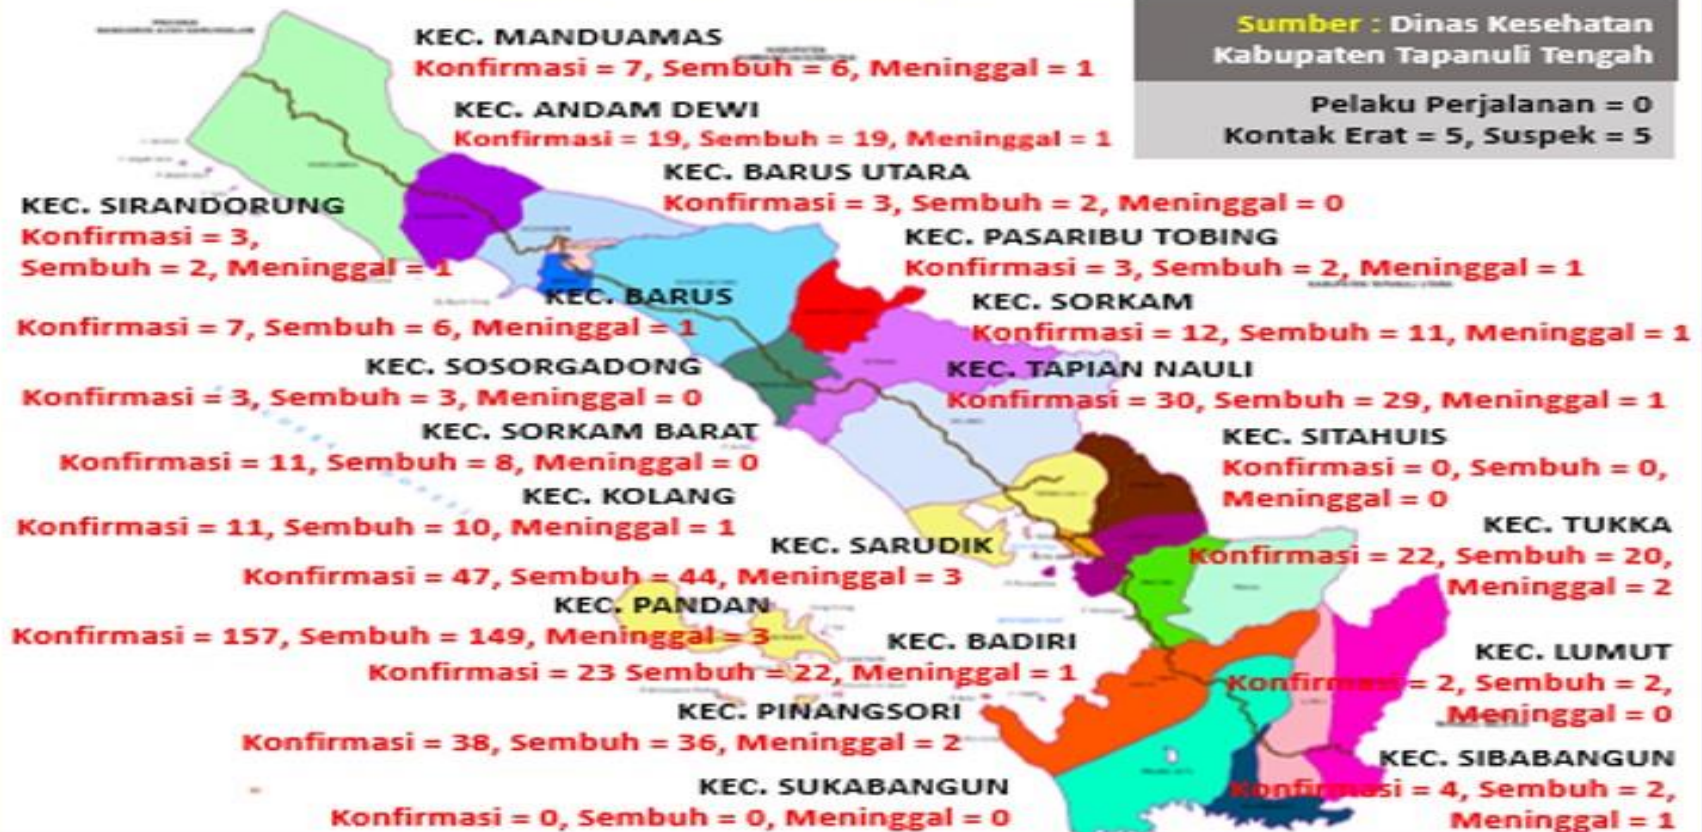 Sumber : Dinas Kesehatan
Kabupaten Tapanuli Tengah
Pelaku Perjalanan = 0
Kontak Erat = 5, Suspek = 5
KEC. MANDUAMAS
Konfirmasi = 7, Sembuh = 6, Meninggal = 1
KEC. ANDAM DEWI
Konfirmasi = 19, Sembuh = 19, Meninggal = 1
KEC. BARUS UTARA
Konfirmasi = 3, Sembuh = 2, Meninggal = 0
KEC. SIRANDORUNG
Konfirmasi = 3,
Sembuh = 2, Meninggal = 1
KEC. PASARIBU TOBING
Konfirmasi = 3, Sembuh = 2, Meninggal = 1
KEC. BARUS
Konfirmasi = 7, Sembuh = 6, Meninggal = 1
KEC. SORKAM
Konfirmasi = 12, Sembuh = 11, Meninggal = 1
KEC. SOSORGADONG
Konfirmasi = 3, Sembuh = 3, Meninggal = 0
KEC. TAPIAN NAULI
Konfirmasi = 30, Sembuh = 29, Meninggal = 1
KEC. SORKAM BARAT
Konfirmasi = 11, Sembuh = 8, Meninggal = 0
KEC. SITAHUIS
Konfirmasi = 0, Sembuh = 0,
Meninggal = 0
KEC. KOLANG
Konfirmasi = 11, Sembuh = 10, Meninggal = 1
KEC. TUKKA
Konfirmasi = 22, Sembuh = 20,
Meninggal = 2
KEC. SARUDIK
Konfirmasi = 47, Sembuh = 44, Meninggal = 3
KEC. PANDAN
Konfirmasi = 157, Sembuh = 149, Meninggal = 3
KEC. BADIRI
Konfirmasi = 23 Sembuh = 22, Meninggal = 1
KEC. LUMUT
Konfirmasi = 2, Sembuh = 2,
Meninggal = 0
KEC. PINANGSORI
Konfirmasi = 38, Sembuh = 36, Meninggal = 2
KEC. SIBABANGUN
Konfirmasi = 4, Sembuh = 2,
Meninggal = 1
KEC. SUKABANGUN
Konfirmasi = 0, Sembuh = 0, Meninggal = 0